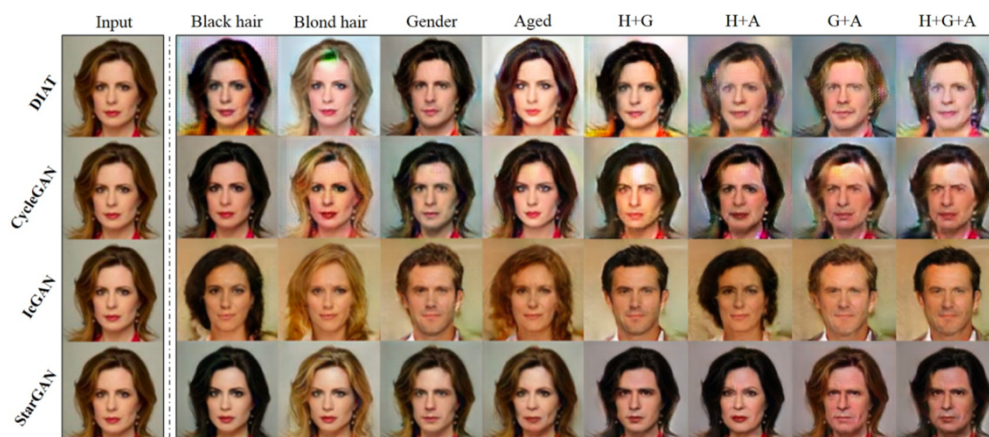 Input Black hair Blond hair Gender Aged H+G H+A G+A H+G+A
DIAT
CycleGAN
IcGAN
StarGAN